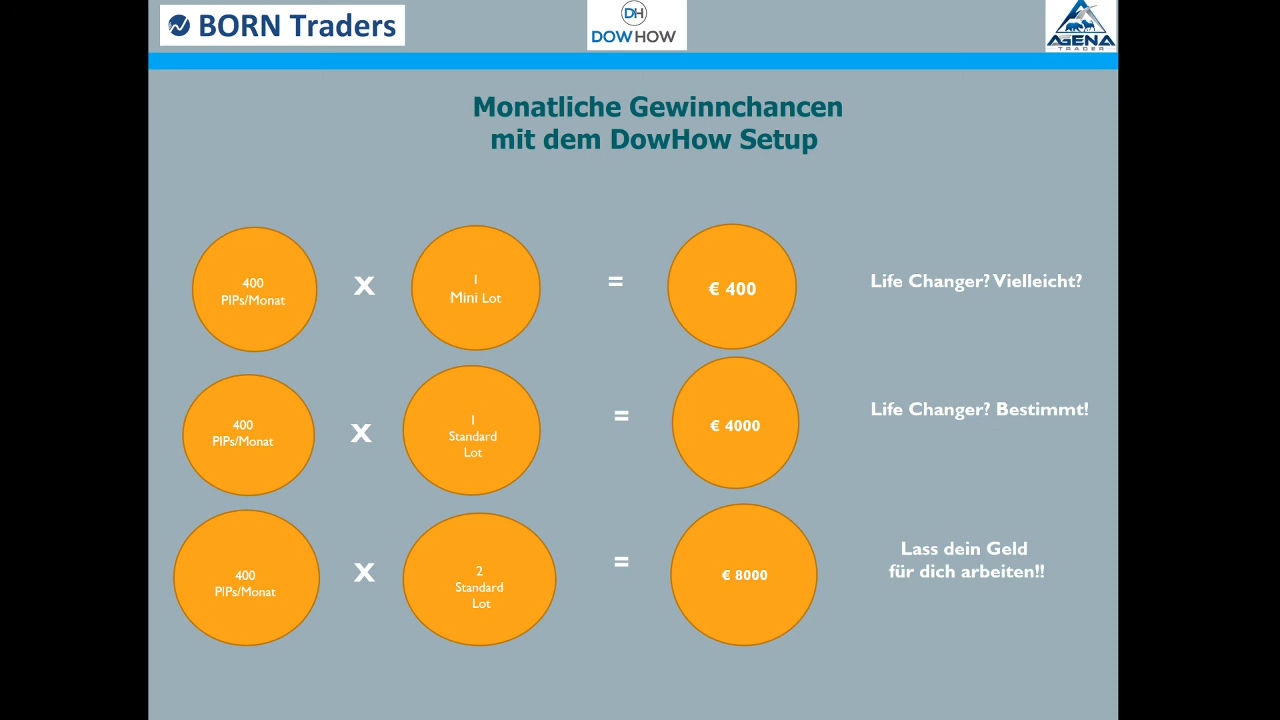 BORN Traders
DH
DOWHOW
AGENA
TRADER
Monatliche Gewinnchancen
mit dem DowHow Setup
400
PIPs/Monat
X
1
Mini Lot
=
€ 400
Life Changer? Vielleicht?
400
PIPs/Monat
X
1
Standard
Lot
=
€ 4000
Life Changer? Bestimmt!
400
PIPs/Monat
X
2
Standard
Lot
=
€ 8000
Lass dein Geld
für dich arbeiten!!